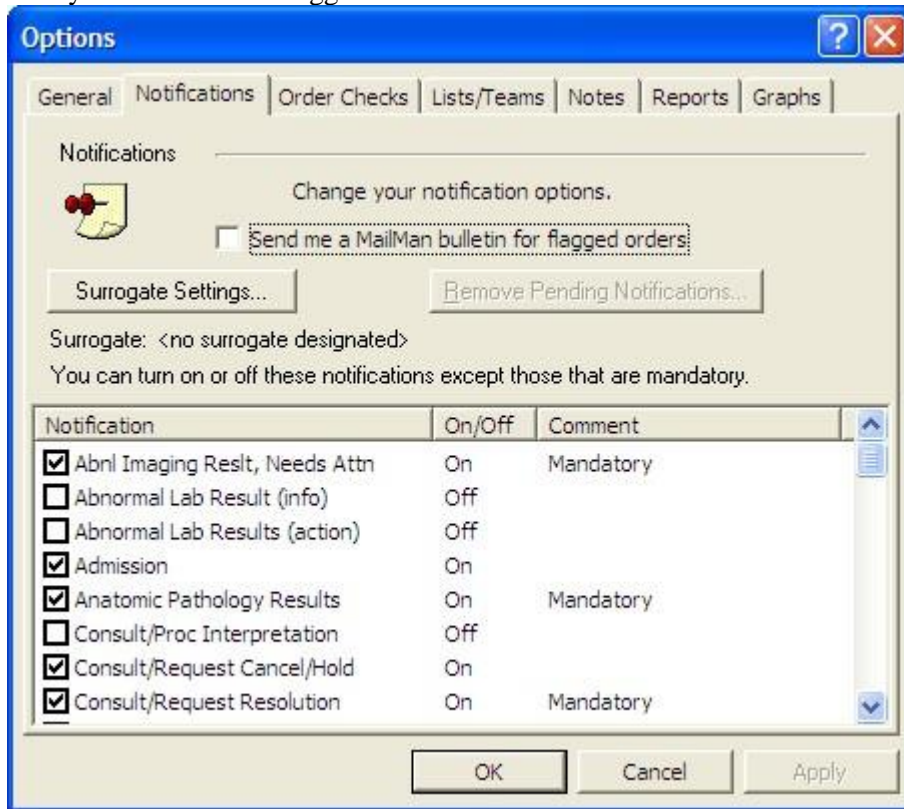 Options
General Notifications Order Checks Lists/Teams Notes Reports Graphs
Notifications
Change your notification options.
Send me a MailMan bulletin for flagged orders
Surrogate Settings... Remove Pending Notifications...
Surrogate: <no surrogate designated>
You can turn on or off these notifications except those that are mandatory.
Notification On/Off Comment
Abnl Imaging Reslt, Needs Attn On Mandatory
Abnormal Lab Result (info) Off
Abnormal Lab Results (action) Off
Admission On
Anatomic Pathology Results On Mandatory
Consult/Proc Interpretation Off
Consult/Request Cancel/Hold On
Consult/Request Resolution On Mandatory
OK Cancel Apply